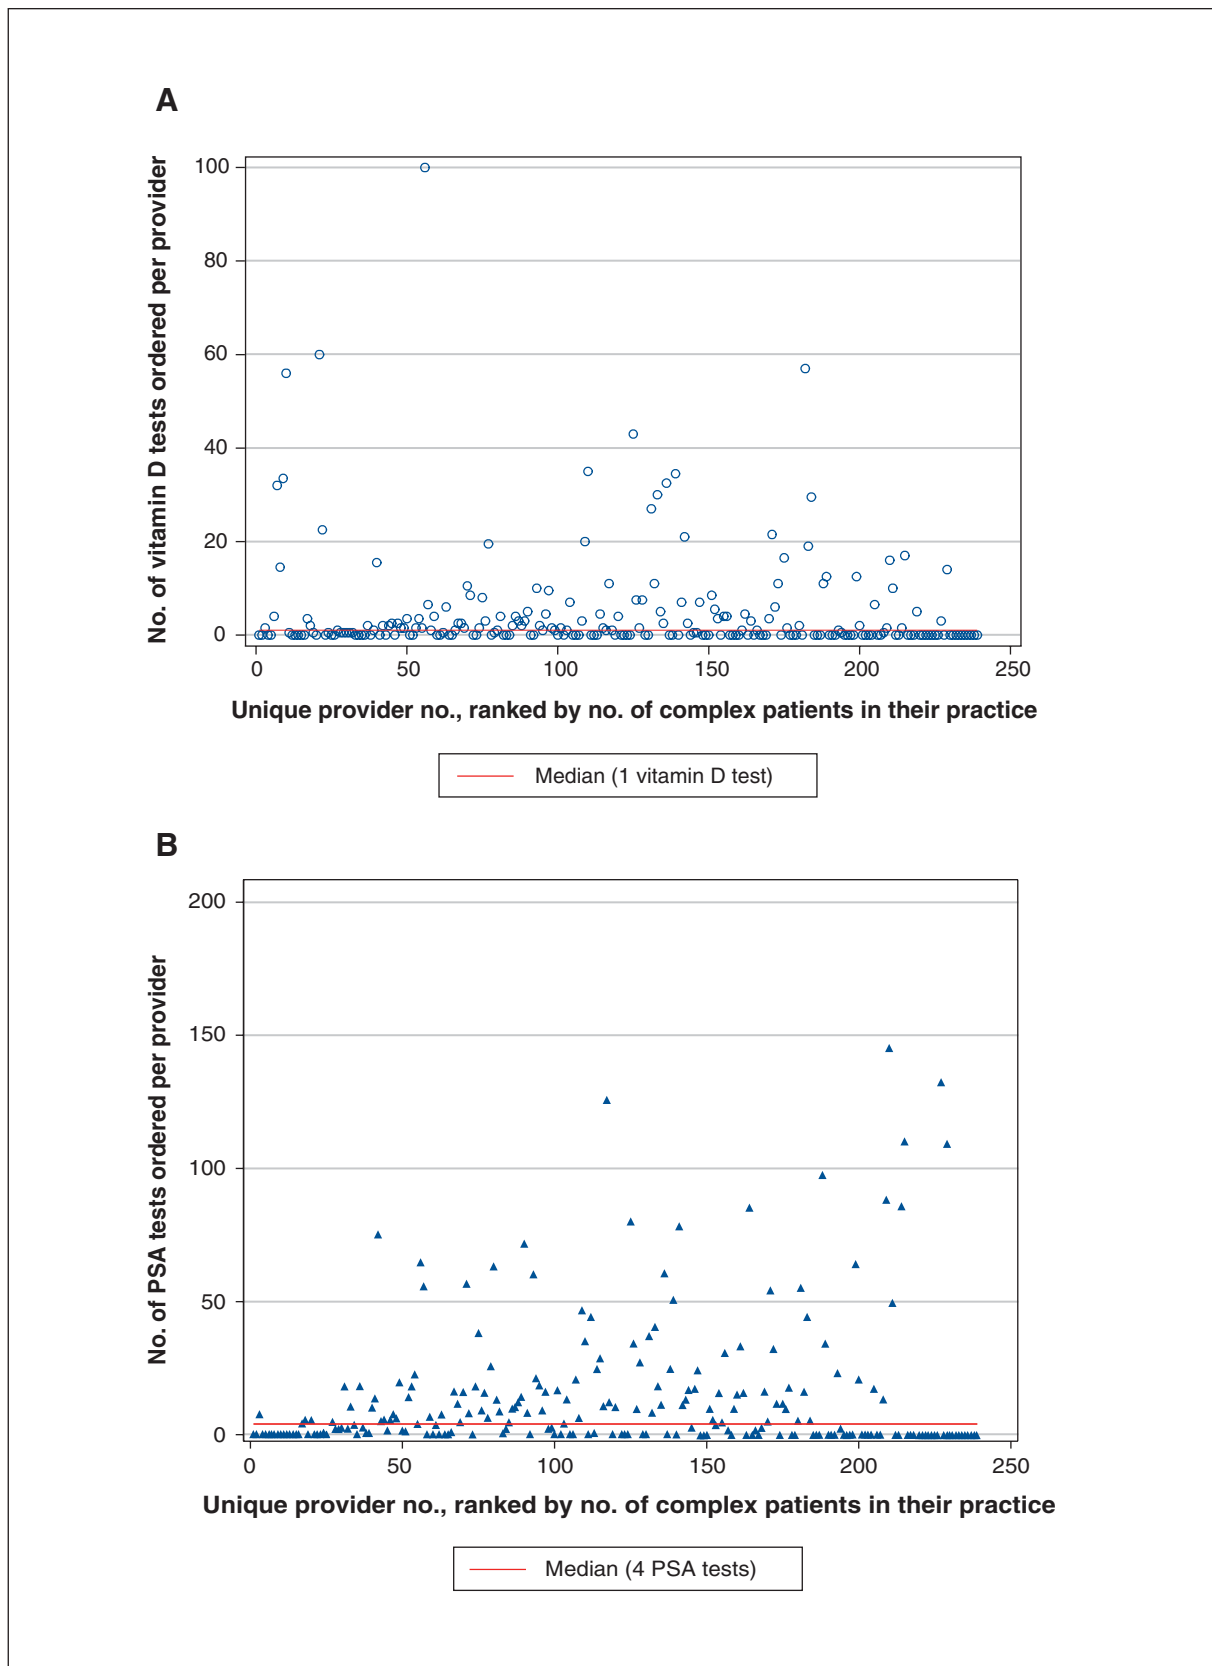 A
No. of vitamin D tests ordered per provider
100
80
60
40
20
0
0 50 100 150 200 250
Unique provider no., ranked by no. of complex patients in their practice
Median (1 vitamin D test)
B
No. of PSA tests ordered per provider
200
150
100
50
0
0 50 100 150 200 250
Unique provider no., ranked by no. of complex patients in their practice
Median (4 PSA tests)